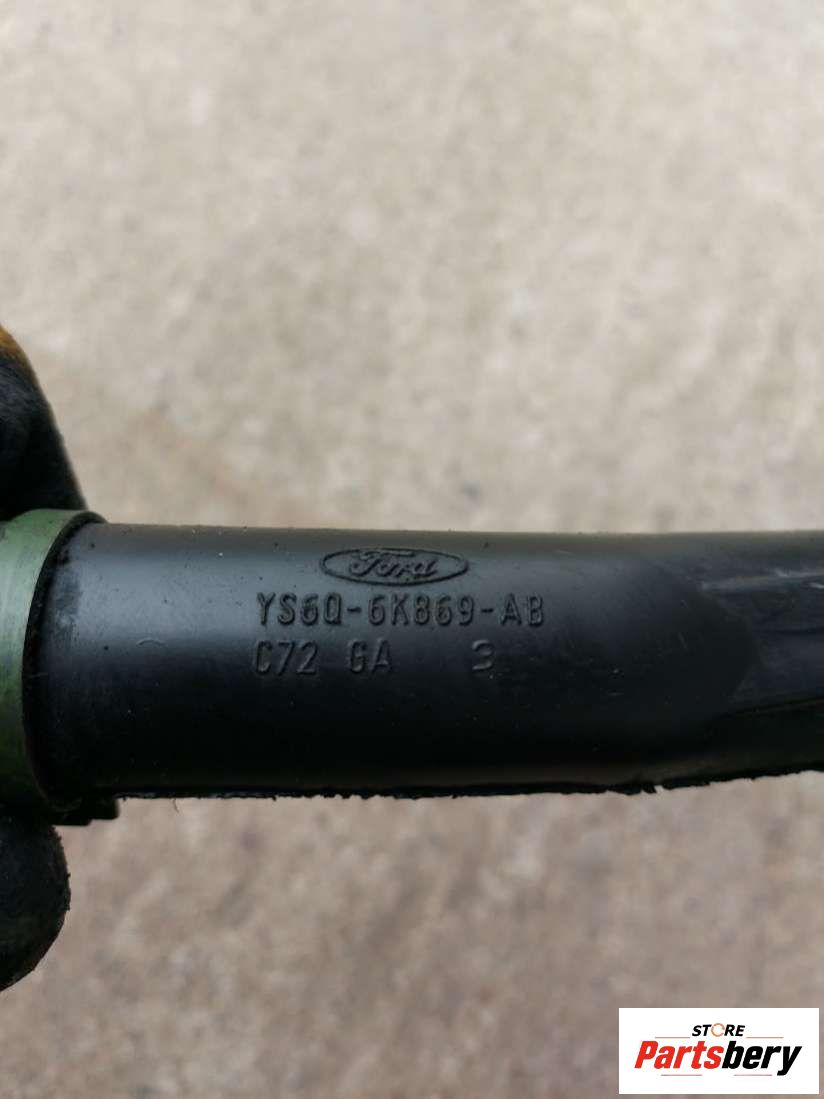 Ford
YS6Q-6K869-AB
C72 GA 3
STORE
Partsbery